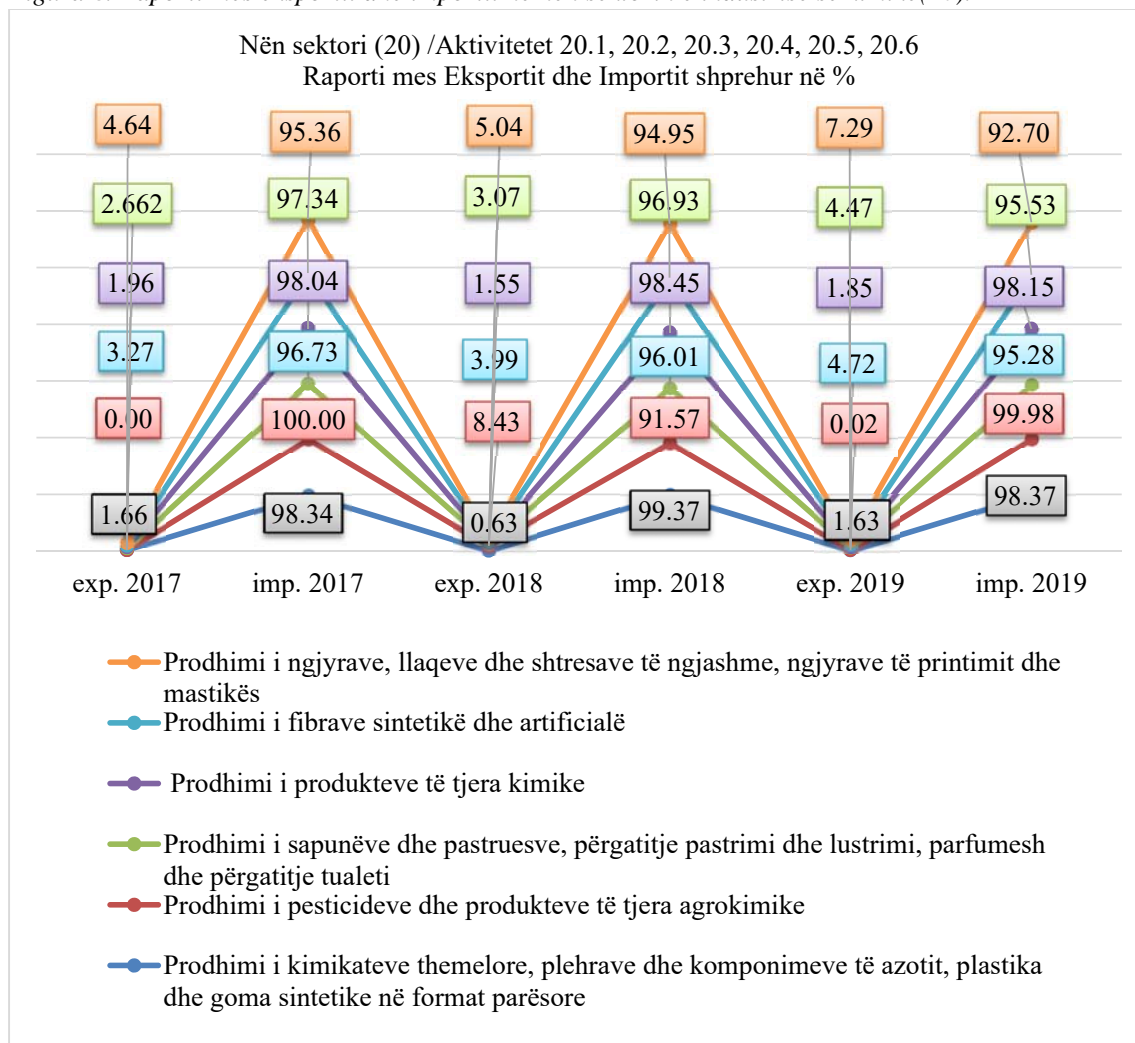 Nën sektori (20) /Aktivitetet 20.1, 20.2, 20.3, 20.4, 20.5, 20.6
Raporti mes Eksportit dhe Importit shprehur në %
4.64 95.36 5.04 94.95 7.29 92.70
2.662 97.34 3.07 96.93 4.47 95.53
1.96 98.04 1.55 98.45 1.85 98.15
3.27 96.73 3.99 96.01 4.72 95.28
0.00 100.00 8.43 91.57 0.02 99.98
1.66 98.34 0.63 99.37 1.63 98.37
exp. 2017 imp. 2017 exp. 2018 imp. 2018 exp. 2019 imp. 2019
Prodhimi i ngjyrave, llaqeve dhe shtresave të ngjashme, ngjyrave të printimit dhe
mastikës
Prodhimi i fibrave sintetikë dhe artificialë
Prodhimi i produkteve të tjera kimike
Prodhimi i sapunëve dhe pastruesve, përgatitje pastrimi dhe lustrimi, parfumesh
dhe përgatitje tualeti
Prodhimi i pesticideve dhe produkteve të tjera agrokimike
Prodhimi i kimikateve themelore, plehrave dhe komponimeve të azotit, plastika
dhe goma sintetike në format parësore